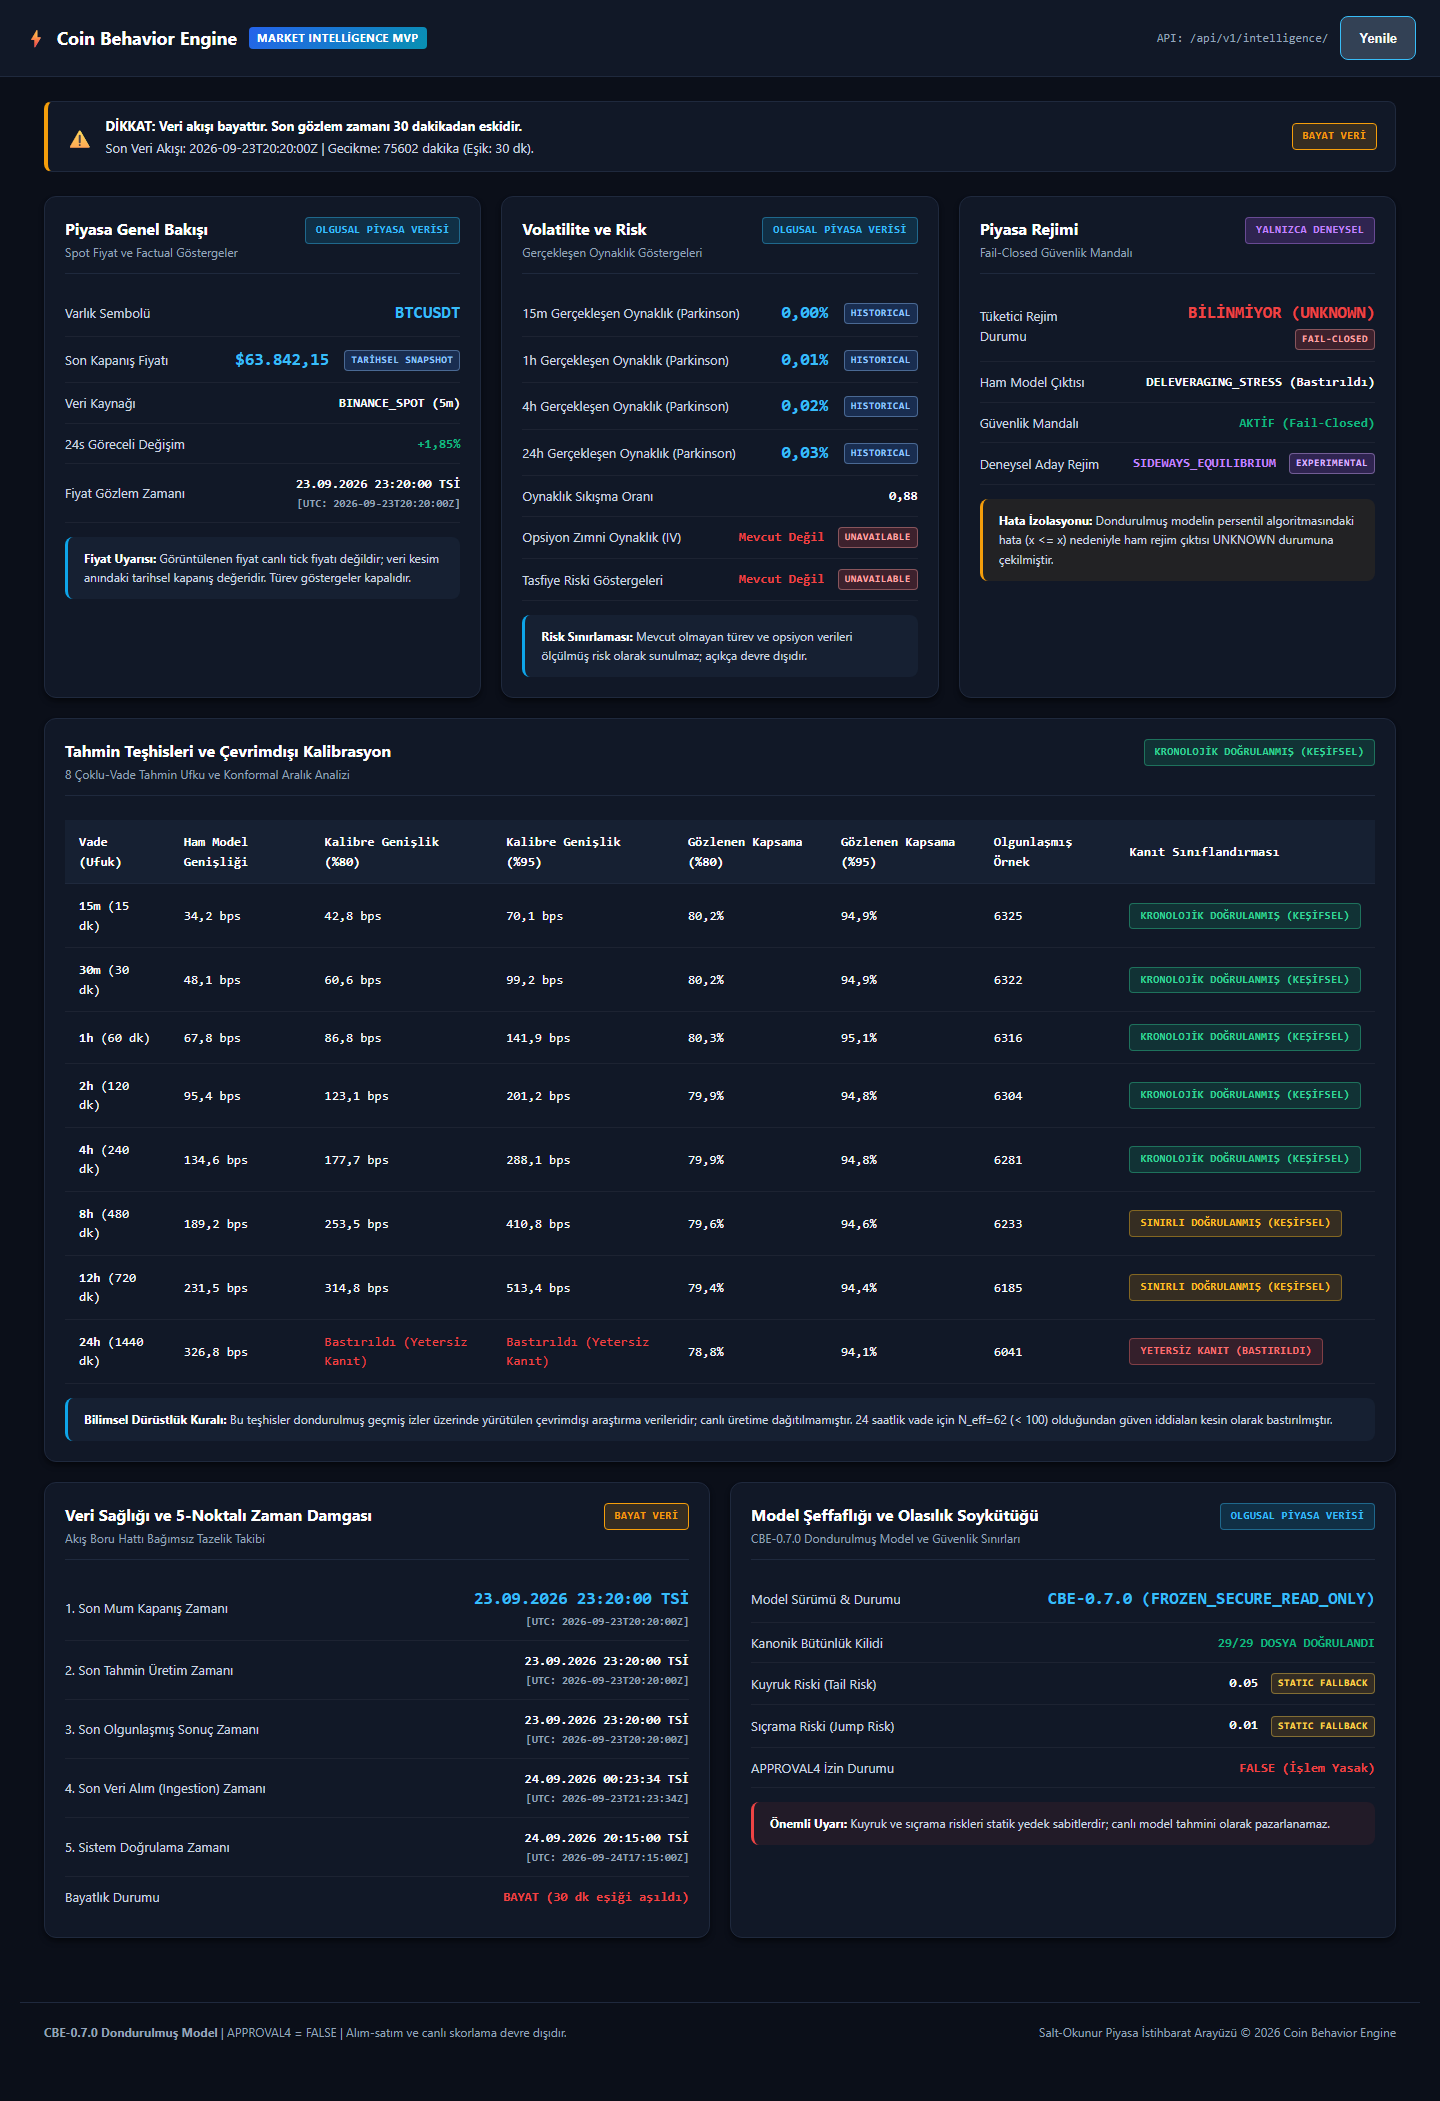 Coin Behavior Engine
MARKET INTELLİGENCE MVP
API: /api/v1/intelligence/
Yenile
DİKKAT: Veri akışı bayattır. Son gözlem zamanı 30 dakikadan eskidir.
Son Veri Akışı: 2026-09-23T20:20:00Z | Gecikme: 75602 dakika (Eşik: 30 dk).
BAYAT VERİ
Piyasa Genel Bakışı
OLGUSAL PİYASA VERİSİ
Spot Fiyat ve Factual Göstergeler
Varlık Sembolü
BTCUSDT
Son Kapanış Fiyatı
$63.842,15
TARİHSEL SNAPSHOT
Veri Kaynağı
BINANCE_SPOT (5m)
24s Göreceli Değişim
+1,85%
Fiyat Gözlem Zamanı
23.09.2026 23:20:00 TSİ
[UTC: 2026-09-23T20:20:00Z]
Fiyat Uyarısı: Görüntülenen fiyat canlı tick fiyatı değildir; veri kesim
anındaki tarihsel kapanış değeridir. Türev göstergeler kapalıdır.
Volatilite ve Risk
OLGUSAL PİYASA VERİSİ
Gerçekleşen Oynaklık Göstergeleri
15m Gerçekleşen Oynaklık (Parkinson)
0,00%
HISTORICAL
1h Gerçekleşen Oynaklık (Parkinson)
0,01%
HISTORICAL
4h Gerçekleşen Oynaklık (Parkinson)
0,02%
HISTORICAL
24h Gerçekleşen Oynaklık (Parkinson)
0,03%
HISTORICAL
Oynaklık Sıkışma Oranı
0,88
Opsiyon Zımni Oynaklık (IV)
Mevcut Değil
UNAVAILABLE
Tasfiye Riski Göstergeleri
Mevcut Değil
UNAVAILABLE
Risk Sınırlaması: Mevcut olmayan türev ve opsiyon verileri
ölçülmüş risk olarak sunulmaz; açıkça devre dışıdır.
Piyasa Rejimi
YALNIZCA DENEYSEL
Fail-Closed Güvenlik Mandalı
Tüketici Rejim
Durumu
BİLİNMİYOR (UNKNOWN)
FAIL-CLOSED
Ham Model Çıktısı
DELEVERAGING_STRESS (Bastırıldı)
Güvenlik Mandalı
AKTİF (Fail-Closed)
Deneysel Aday Rejim
SIDEWAYS_EQUILIBRIUM
EXPERIMENTAL
Hata İzolasyonu: Dondurulmuş modelin persentil algoritmasındaki
hata (x <= x) nedeniyle ham rejim çıktısı UNKNOWN durumuna
çekilmiştir.
Tahmin Teşhisleri ve Çevrimdışı Kalibrasyon
KRONOLOJİK DOĞRULANMIŞ (KEŞİFSEL)
8 Çoklu-Vade Tahmin Ufku ve Konformal Aralık Analizi
Vade
(Ufuk)
Ham Model
Genişliği
Kalibre Genişlik
(%80)
Kalibre Genişlik
(%95)
Gözlenen Kapsama
(%80)
Gözlenen Kapsama
(%95)
Olgunlaşmış
Örnek
Kanıt Sınıflandırması
15m (15
dk)
34,2 bps
42,8 bps
70,1 bps
80,2%
94,9%
6325
KRONOLOJİK DOĞRULANMIŞ (KEŞİFSEL)
30m (30
dk)
48,1 bps
60,6 bps
99,2 bps
80,2%
94,9%
6322
KRONOLOJİK DOĞRULANMIŞ (KEŞİFSEL)
1h (60 dk)
67,8 bps
86,8 bps
141,9 bps
80,3%
95,1%
6316
KRONOLOJİK DOĞRULANMIŞ (KEŞİFSEL)
2h (120
dk)
95,4 bps
123,1 bps
201,2 bps
79,9%
94,8%
6304
KRONOLOJİK DOĞRULANMIŞ (KEŞİFSEL)
4h (240
dk)
134,6 bps
177,7 bps
288,1 bps
79,9%
94,8%
6281
KRONOLOJİK DOĞRULANMIŞ (KEŞİFSEL)
8h (480
dk)
189,2 bps
253,5 bps
410,8 bps
79,6%
94,6%
6233
SINIRLI DOĞRULANMIŞ (KEŞİFSEL)
12h (720
dk)
231,5 bps
314,8 bps
513,4 bps
79,4%
94,4%
6185
SINIRLI DOĞRULANMIŞ (KEŞİFSEL)
24h (1440
dk)
326,8 bps
Bastırıldı (Yetersiz
Kanıt)
Bastırıldı (Yetersiz
Kanıt)
78,8%
94,1%
6041
YETERSİZ KANIT (BASTIRILDI)
Bilimsel Dürüstlük Kuralı: Bu teşhisler dondurulmuş geçmiş izler üzerinde yürütülen çevrimdışı araştırma verileridir; canlı üretime dağıtılmamıştır. 24 saatlik vade için N_eff=62 (< 100) olduğundan güven iddiaları kesin olarak bastırılmıştır.
Veri Sağlığı ve 5-Noktalı Zaman Damgası
BAYAT VERİ
Akış Boru Hattı Bağımsız Tazelik Takibi
1. Son Mum Kapanış Zamanı
23.09.2026 23:20:00 TSİ
[UTC: 2026-09-23T20:20:00Z]
2. Son Tahmin Üretim Zamanı
23.09.2026 23:20:00 TSİ
[UTC: 2026-09-23T20:20:00Z]
3. Son Olgunlaşmış Sonuç Zamanı
23.09.2026 23:20:00 TSİ
[UTC: 2026-09-23T20:20:00Z]
4. Son Veri Alım (Ingestion) Zamanı
24.09.2026 00:23:34 TSİ
[UTC: 2026-09-23T21:23:34Z]
5. Sistem Doğrulama Zamanı
24.09.2026 20:15:00 TSİ
[UTC: 2026-09-24T17:15:00Z]
Bayatlık Durumu
BAYAT (30 dk eşiği aşıldı)
Model Şeffaflığı ve Olasılık Soykütüğü
OLGUSAL PİYASA VERİSİ
CBE-0.7.0 Dondurulmuş Model ve Güvenlik Sınırları
Model Sürümü & Durumu
CBE-0.7.0 (FROZEN_SECURE_READ_ONLY)
Kanonik Bütünlük Kilidi
29/29 DOSYA DOĞRULANDI
Kuyruk Riski (Tail Risk)
0.05
STATIC FALLBACK
Sıçrama Riski (Jump Risk)
0.01
STATIC FALLBACK
APPROVAL4 İzin Durumu
FALSE (İşlem Yasak)
Önemli Uyarı: Kuyruk ve sıçrama riskleri statik yedek sabitlerdir; canlı model tahmini olarak pazarlanamaz.
CBE-0.7.0 Dondurulmuş Model | APPROVAL4 = FALSE | Alım-satım ve canlı skorlama devre dışıdır.
Salt-Okunur Piyasa İstihbarat Arayüzü © 2026 Coin Behavior Engine